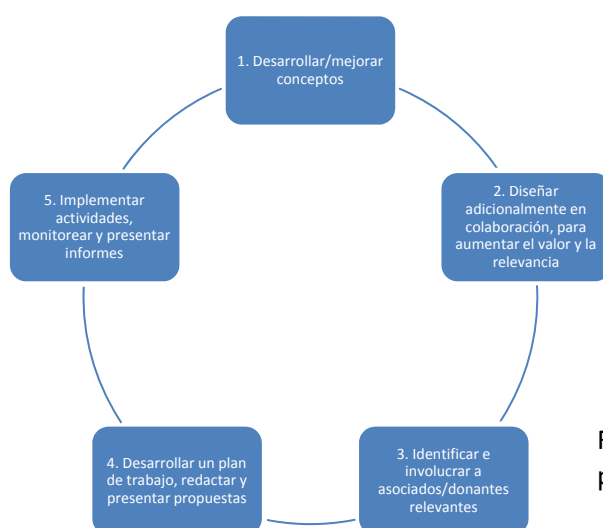 1. Desarrollar/mejorar
conceptos
2. Diseñar
adicionalmente en
colaboración, para
aumentar el valor y la
relevancia
3. Identificar e
involucrar a
asociados/donantes
relevantes
4. Desarrollar un plan
de trabajo, redactar y
presentar propuestas
5. Implementar
actividades,
monitorear y presentar
informes